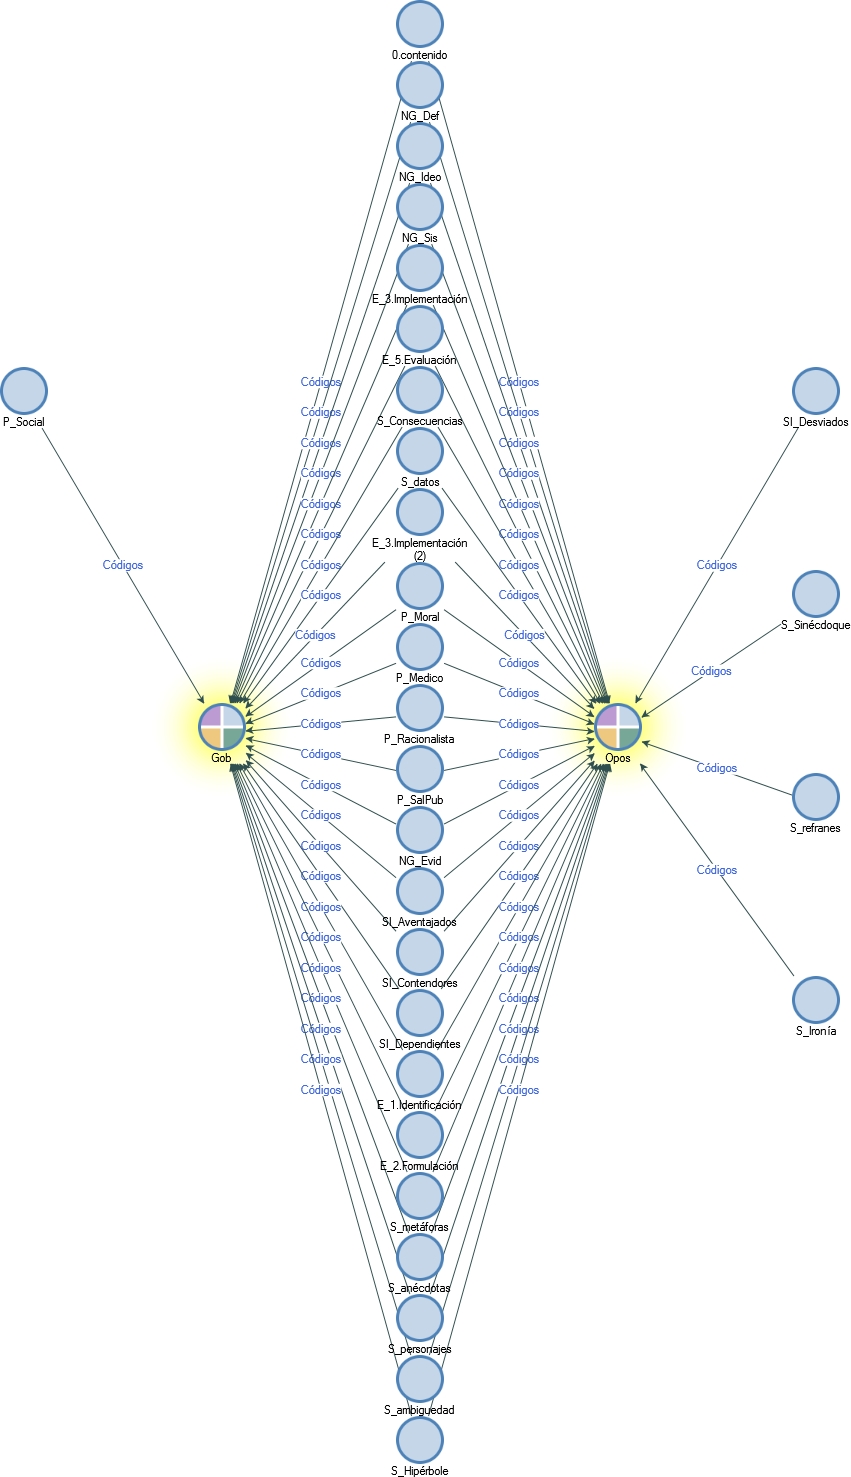 0.contenido
NG_Def
NG_Ideo
NG_Sis
E_3.Implementación
E_5.Evaluación
Códigos
Códigos
Códigos
Códigos
P_Social
S_Consecuencias
SI_Desviados
Códigos
Códigos
Códigos
Códigos
S_datos
Códigos
Códigos
Códigos
Códigos
E_3.Implementación
(2)
Códigos
Códigos
Códigos
Códigos
Códigos
Códigos
P_Moral
S_Sinécdoque
Códigos
Códigos
Códigos
Códigos
Códigos
P_Medico
Códigos
Códigos
Códigos
Códigos
P_Racionalista
Códigos
Códigos
Gob
Opos
Códigos
Códigos
Códigos
P_SalPub
Códigos
Códigos
S_refranes
Códigos
Códigos
NG_Evid
Códigos
Códigos
Códigos
Códigos
Códigos
SI_Aventajados
Códigos
Códigos
Códigos
Códigos
SI_Contendores
Códigos
Códigos
Códigos
Códigos
S_Ironía
SI_Dependientes
Códigos
Códigos
Códigos
Códigos
E_1.Identificación
E_2.Formulación
S_metáforas
S_anécdotas
S_personajes
S_ambiguedad
S_Hipérbole